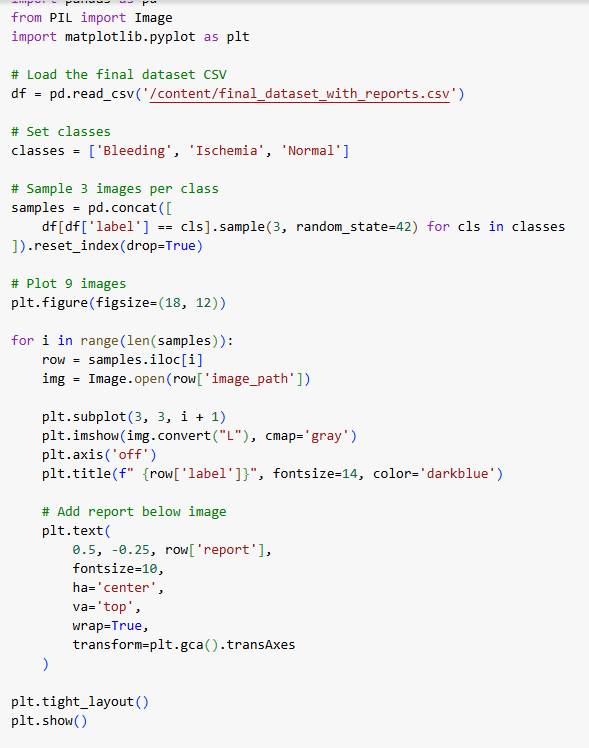 from PIL import Image
import matplotlib.pyplot as plt
# Load the final dataset CSV
df = pd.read_csv('/content/final_dataset_with_reports.csv')
# Set classes
classes = ['Bleeding', 'Ischemia', 'Normal']
# Sample 3 images per class
samples = pd.concat([
    df[df['label'] == cls].sample(3, random_state=42) for cls in classes
]).reset_index(drop=True)
# Plot 9 images
plt.figure(figsize=(18, 12))
for i in range(len(samples)):
    row = samples.iloc[i]
    img = Image.open(row['image_path'])
    plt.subplot(3, 3, i + 1)
    plt.imshow(img.convert("L"), cmap='gray')
    plt.axis('off')
    plt.title(f" {row['label']}", fontsize=14, color='darkblue')
    # Add report below image
    plt.text(
        0.5, -0.25, row['report'],
        fontsize=10,
        ha='center',
        va='top',
        wrap=True,
        transform=plt.gca().transAxes
    )
plt.tight_layout()
plt.show()